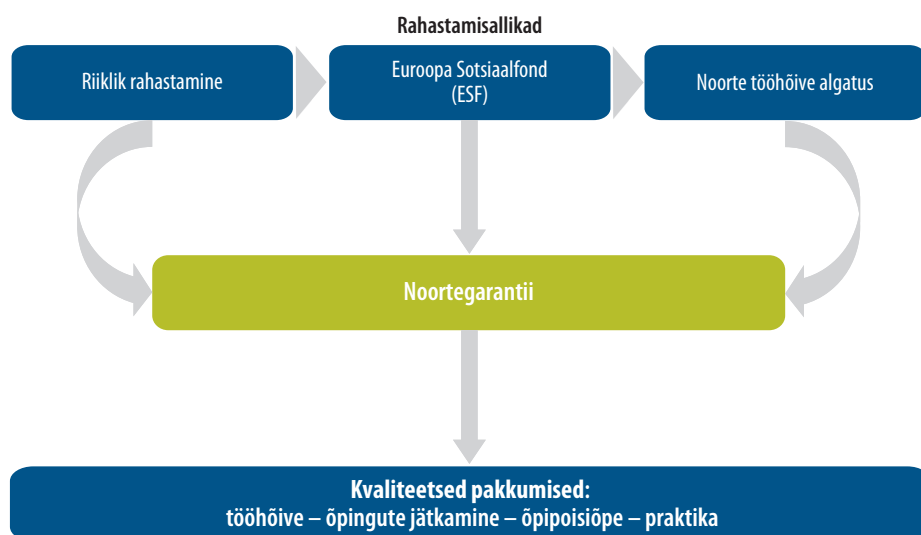 Rahastamisallikad
Riiklik rahastamine
Euroopa Sotsiaalfond
(ESF)
Noorte tööhõive algatus
Noortegarantii
Kvaliteetsed pakkumised:
tööhõive – õpingute jätkamine – õpipoisiõpe – praktika